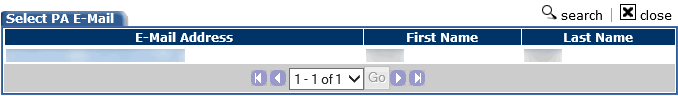 Select PA E-Mail search | close
E-Mail Address First Name Last Name
1 - 1 of 1 Go